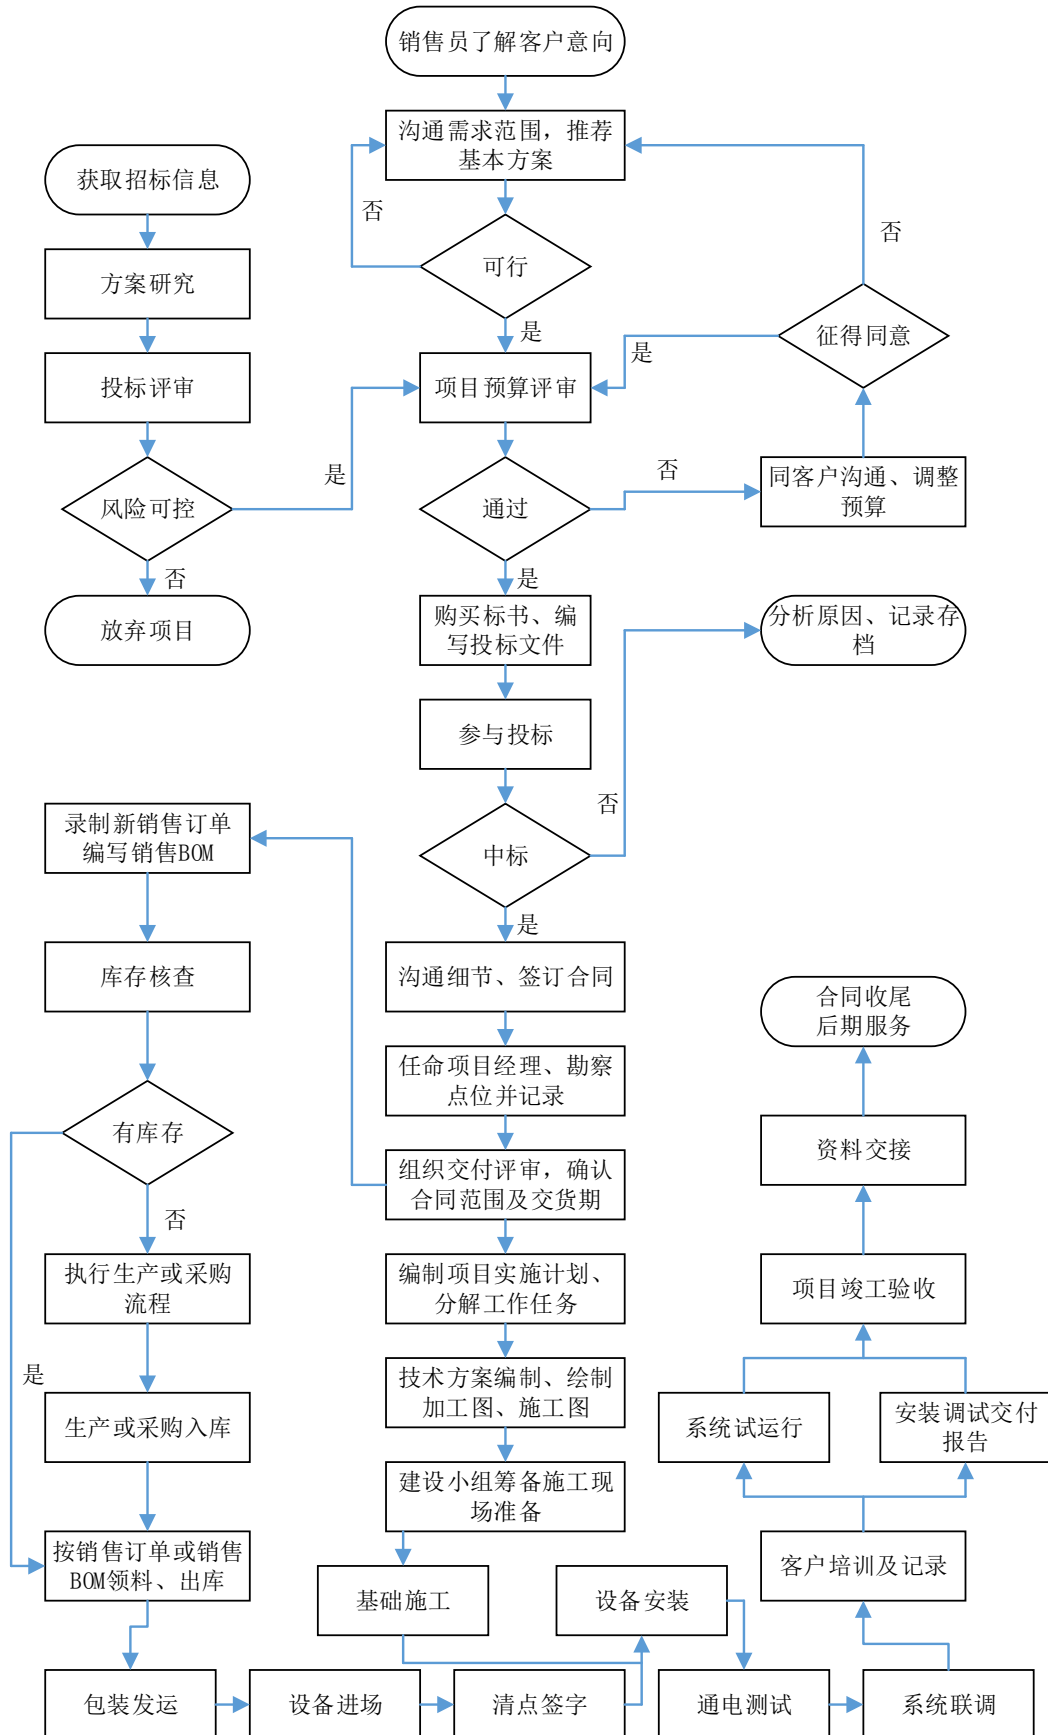 销售员了解客户意向
沟通需求范围，推荐
基本方案
否
可行
是
获取招标信息
方案研究
投标评审
风险可控
是
否
放弃项目
项目预算评审
通过
否
是
同客户沟通、调整
预算
征得同意
是
否
购买标书、编
写投标文件
参与投标
中标
否
是
分析原因、记录存
档
沟通细节、签订合同
任命项目经理、勘察
点位并记录
组织交付评审，确认
合同范围及交货期
编制项目实施计划、
分解工作任务
技术方案编制、绘制
加工图、施工图
建设小组筹备施工现
场准备
基础施工
录制新销售订单
编写销售BOM
库存核查
有库存
否
是
执行生产或采购
流程
生产或采购入库
按销售订单或销售
BOM领料、出库
包装发运
设备进场
清点签字
设备安装
通电测试
系统联调
客户培训及记录
系统试运行
安装调试交付
报告
项目竣工验收
资料交接
合同收尾
后期服务